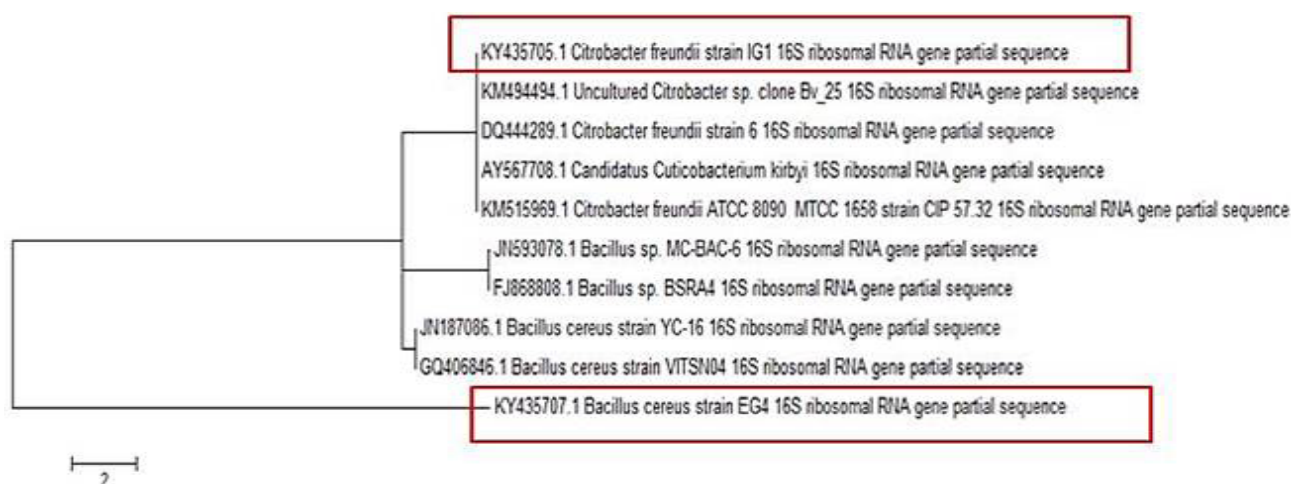 KY435705.1 Citrobacter freundii strain IG1 16S ribosomal RNA gene partial sequence
KM494494.1 Uncultured Citrobacter sp. clone Bv_25 16S ribosomal RNA gene partial sequence
DQ444289.1 Citrobacter freundii strain 6 16S ribosomal RNA gene partial sequence
AY567708.1 Candidatus Cuticobacterium kirbyi 16S ribosomal RNA gene partial sequence
KM515969.1 Citrobacter freundii ATCC 8090 MTCC 1658 strain CIP 57.32 16S ribosomal RNA gene partial sequence
JN593078.1 Bacillus sp. MC-BAC-6 16S ribosomal RNA gene partial sequence
FJ868808.1 Bacillus sp. BSRA4 16S ribosomal RNA gene partial sequence
JN187086.1 Bacillus cereus strain YC-16 16S ribosomal RNA gene partial sequence
GQ406846.1 Bacillus cereus strain VITSN04 16S ribosomal RNA gene partial sequence
KY435707.1 Bacillus cereus strain EG4 16S ribosomal RNA gene partial sequence
2